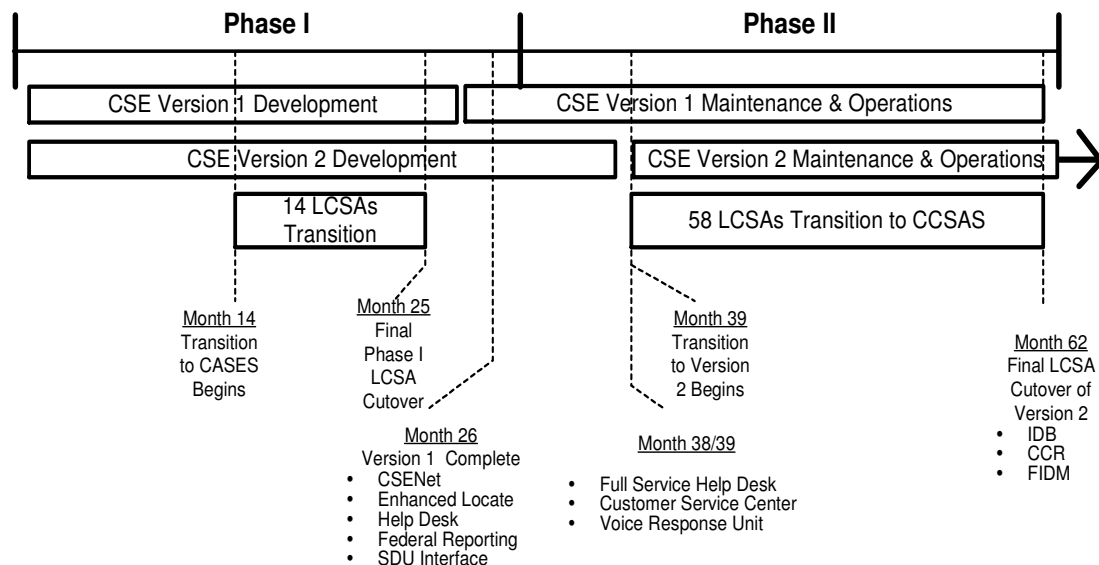 Phase I
Phase II
CSE Version 1 Development
CSE Version 1 Maintenance & Operations
CSE Version 2 Development
CSE Version 2 Maintenance & Operations
14 LCSAs
Transition
58 LCSAs Transition to CCSAS
Month 14
Transition
to CASES
Begins
Month 25
Final
Phase I
LCSA
Cutover
Month 26
Version 1 Complete
• CSENet
• Enhanced Locate
• Help Desk
• Federal Reporting
• SDU Interface
Month 39
Transition
to Version
2 Begins
Month 38/39
• Full Service Help Desk
• Customer Service Center
• Voice Response Unit
Month 62
Final LCSA
Cutover of
Version 2
• IDB
• CCR
• FIDM